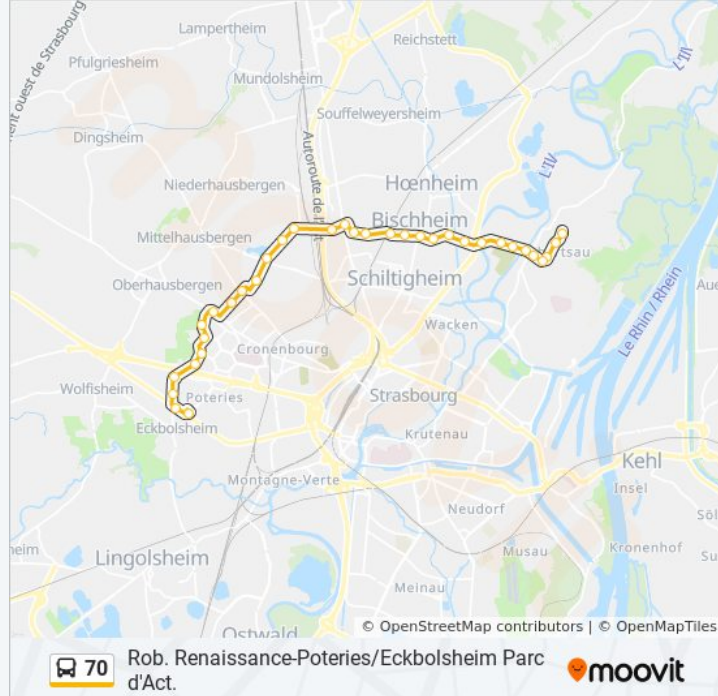 Lampertheim
Reichstett
Pfulgriesheim
Mundolsheim
L'Ill
Souffelweyersheim
Dingsheim
Autoroute de
L'IV
Niederhausbergen
Hœnheim
Bischheim
Mittelhausbergen
Schiltigheim
Oberhausbergen
Le Rhin / Rhein
Wacken
Cronenbourg
Wolfisheim
Poteries
Strasbourg
Eckbolsheim
Krutenau
Kehl
Montagne-Verte
Insel
Neudorf
Musau
Kronenhof
Lingolsheim
Meinau
Ostwald
© OpenStreetMap contributors | © OpenMapTiles
70
Rob. Renaissance-Poteries/Eckbolsheim Parc
d'Act.
moovit